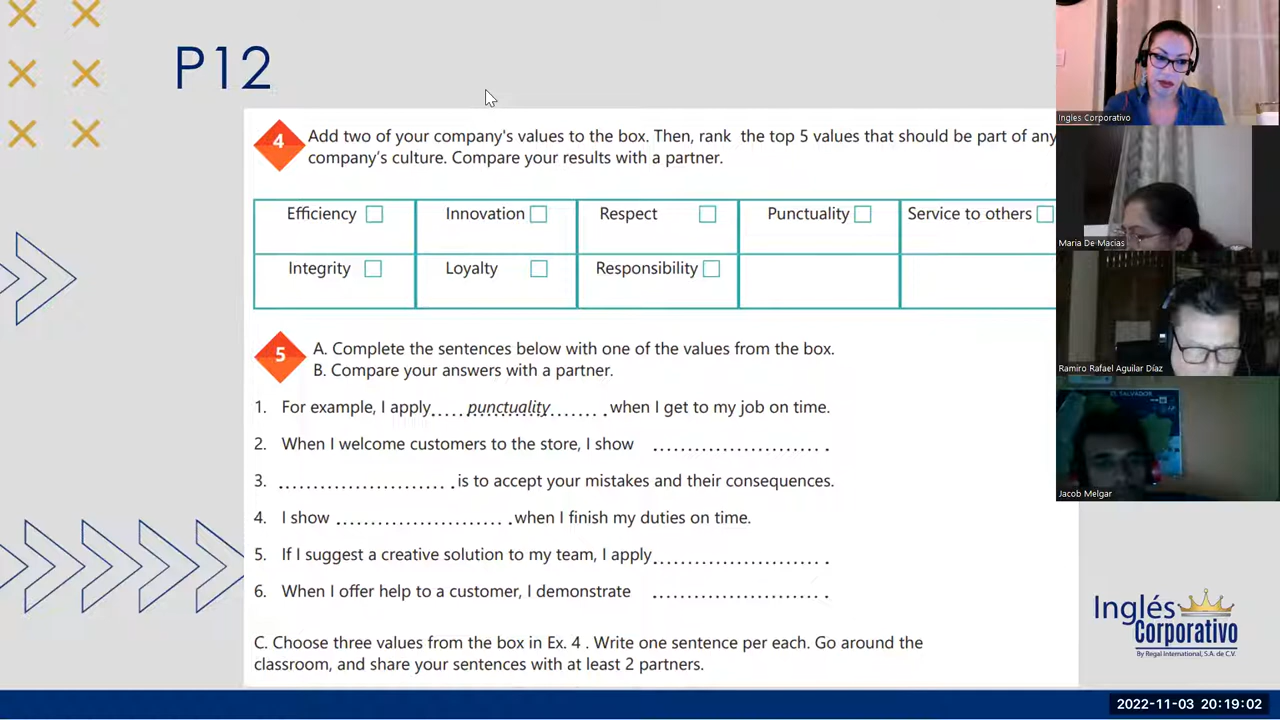 P12
4 Add two of your company's values to the box. Then, rank the top 5 values that should be part of any
company's culture. Compare your results with a partner.
Efficiency Innovation Respect Punctuality Service to others
Integrity Loyalty Responsibility
5 A. Complete the sentences below with one of the values from the box.
B. Compare your answers with a partner.
1. For example, I apply.....punctuality....... .when I get to my job on time.
2. When I welcome customers to the store, I show ........................ .
3. ........................ .is to accept your mistakes and their consequences.
4. I show ........................ .when I finish my duties on time.
5. If I suggest a creative solution to my team, I apply........................ .
6. When I offer help to a customer, I demonstrate ........................ .
C. Choose three values from the box in Ex. 4 . Write one sentence per each. Go around the
classroom, and share your sentences with at least 2 partners.
Ingles Corporativo
Maria De Macias
Ramiro Rafael Aguilar Díaz
EL SALVADOR
Jacob Melgar
Inglés
Corporativo
By Regal International, S.A. de C.V.
2022-11-03 20:19:02